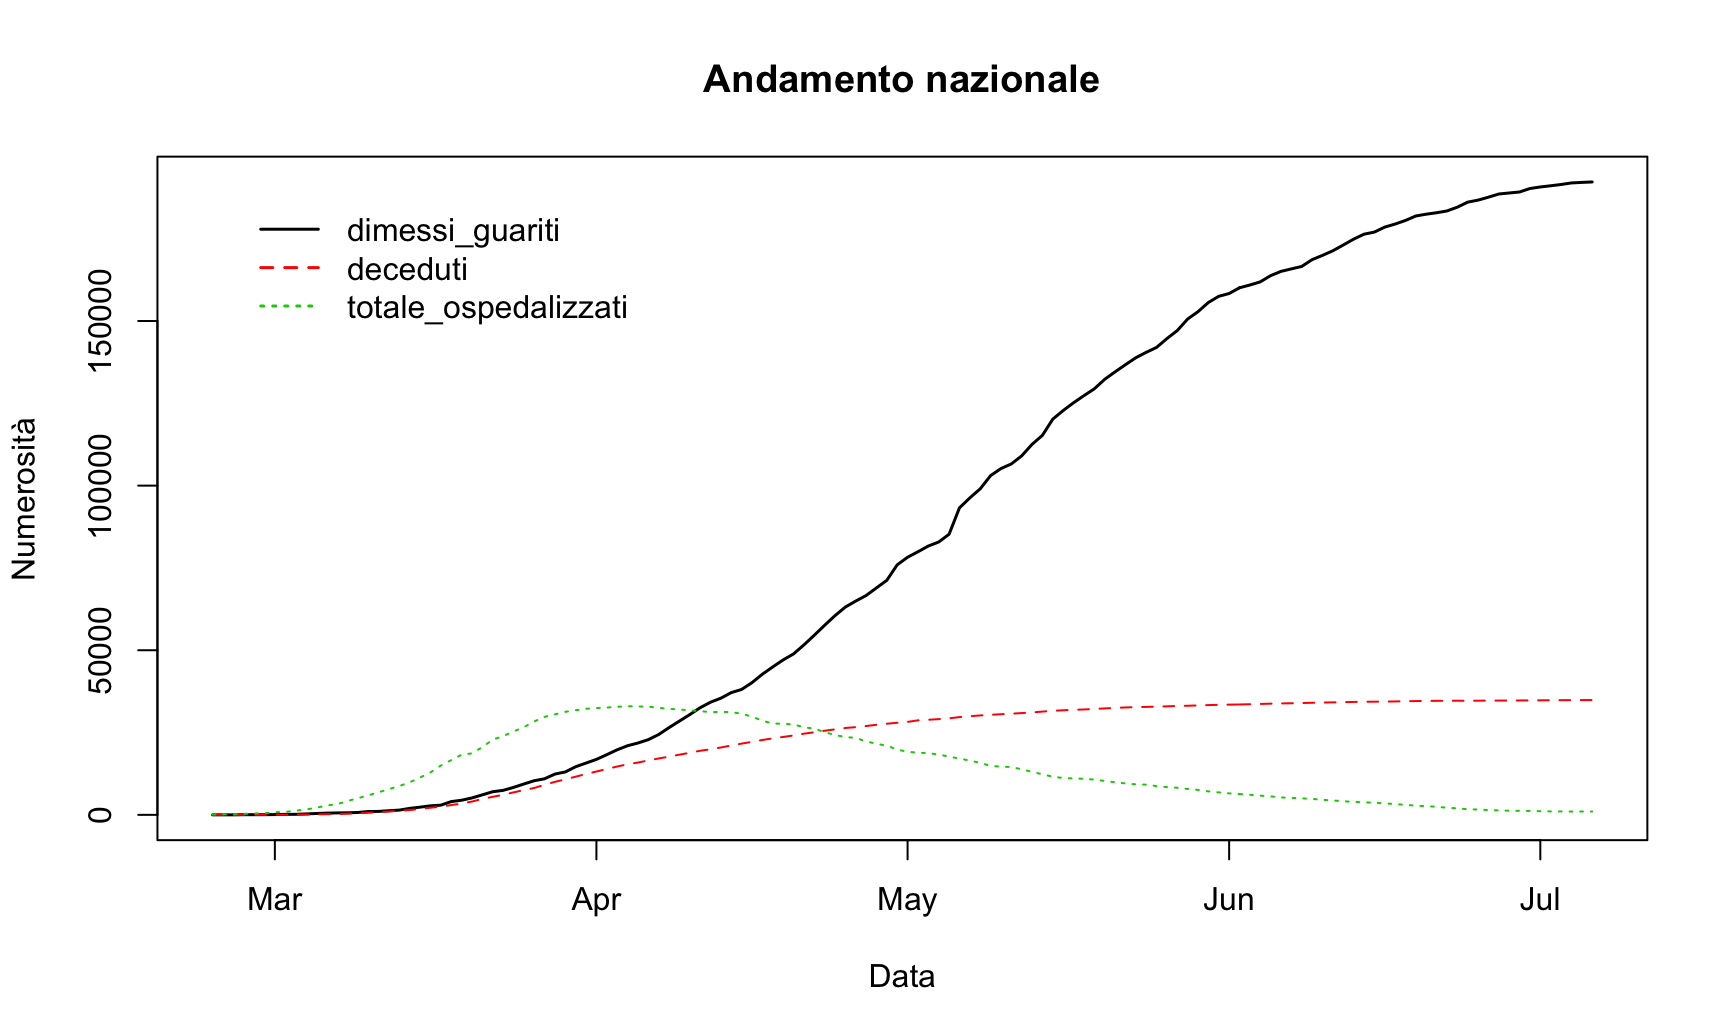 Andamento nazionale
dimessi_guariti
deceduti
totale_ospedalizzati
Numerosità
150000
100000
50000
0
Mar Apr May Jun Jul
Data